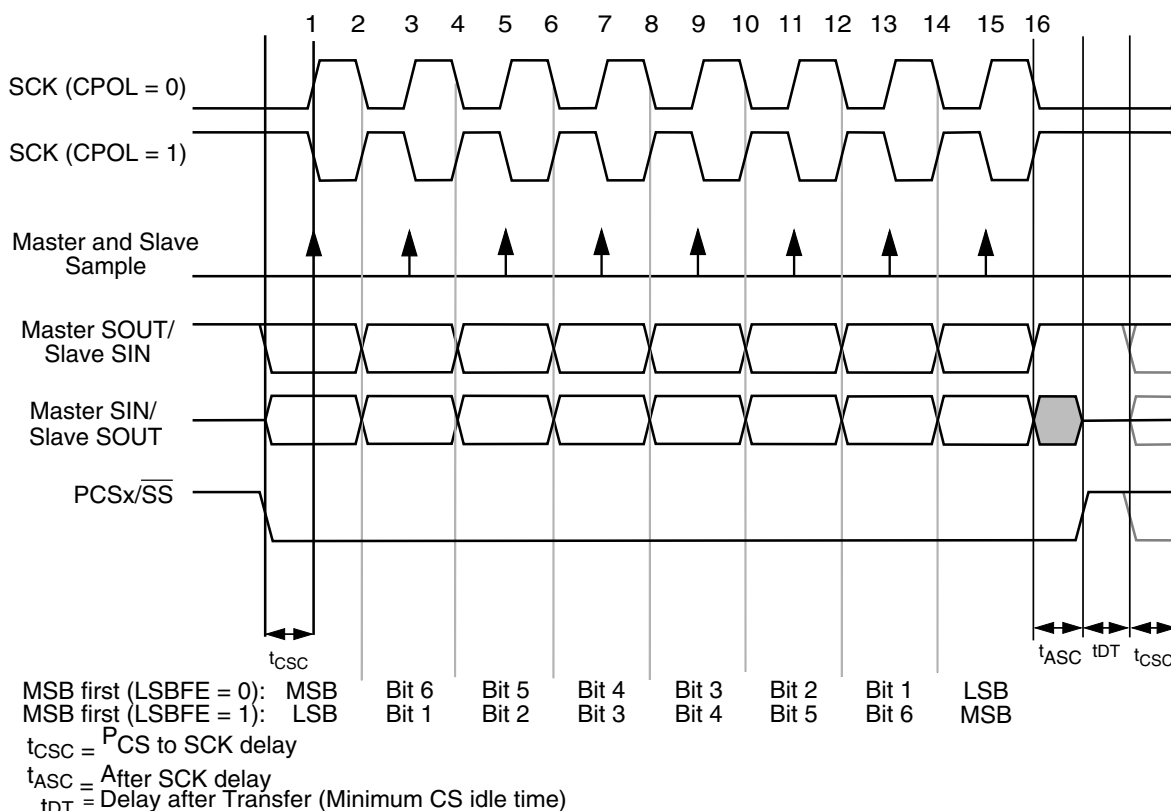 1 2 3 4 5 6 7 8 9 10 11 12 13 14 15 16
SCK (CPOL = 0)
SCK (CPOL = 1)
Master and Slave
Sample
Master SOUT/
Slave SIN
Master SIN/
Slave SOUT
PCSx/SS
tCSC tASC tDT tCSC
MSB first (LSBFE = 0): MSB Bit 6 Bit 5 Bit 4 Bit 3 Bit 2 Bit 1 LSB
MSB first (LSBFE = 1): LSB Bit 1 Bit 2 Bit 3 Bit 4 Bit 5 Bit 6 MSB
tCSC = PCS to SCK delay
tASC = After SCK delay
tDT = Delay after Transfer (Minimum CS idle time)